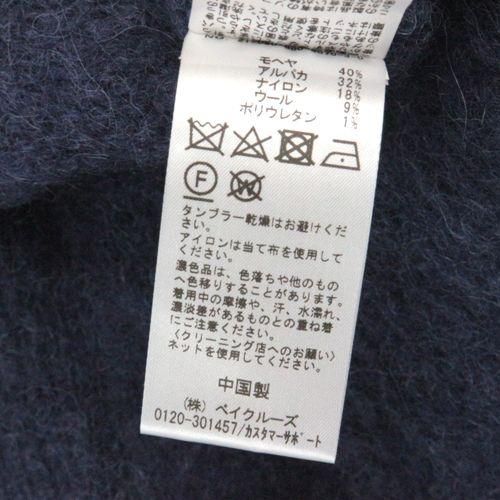 モヘヤ 40%
アルパカ 32%
ナイロン 18%
ウール 9%
ポリウレタン 1%
F W
タンブラー乾燥はお避けくだ
さい。
アイロンは当て布を使用して
ください。
濃色品は、色落ちや他のもの
へ色移りすることがあります。
着用中の摩擦や、汗、水濡れ、
濃淡差があるものとの重ね着
にご注意ください。
〈クリーニング店へのお願い〉
ネットを使用してください。
中国製
(株) ベイクルーズ
0120-301457/カスタマーサポート